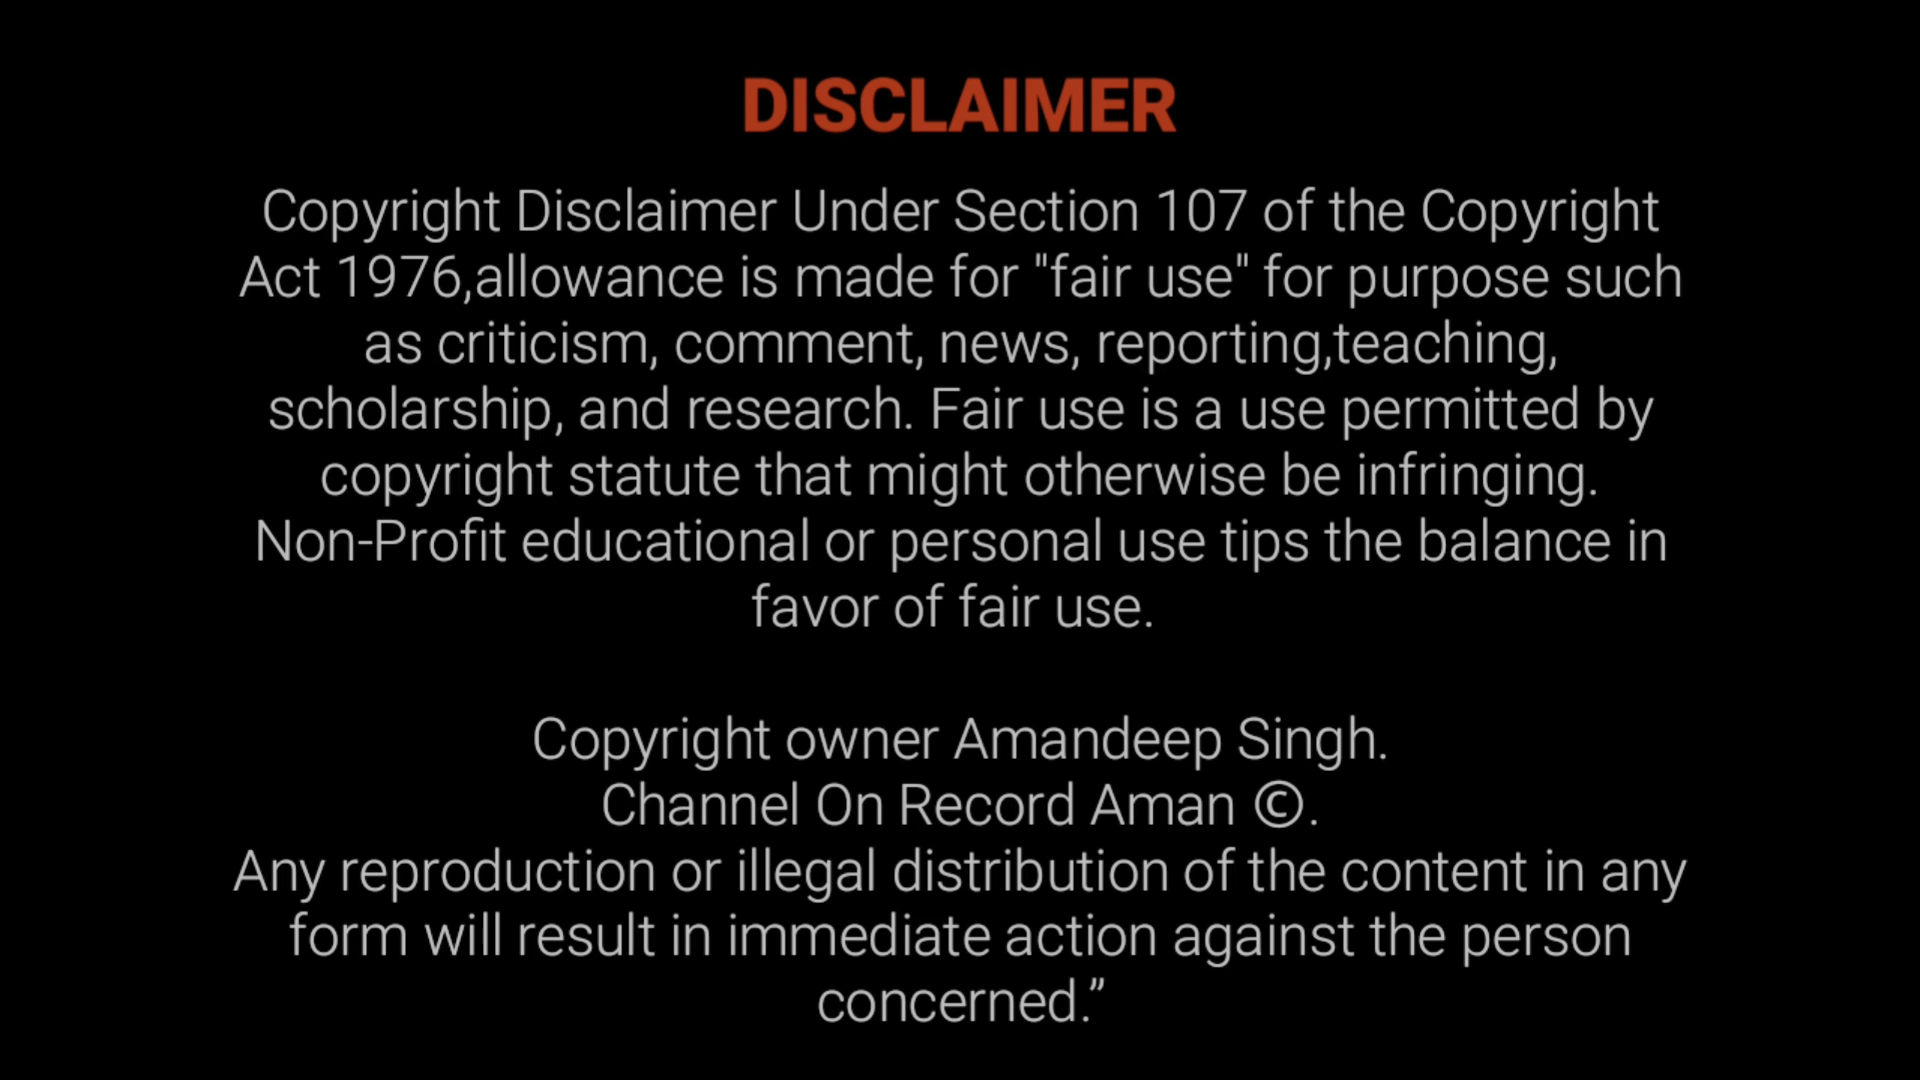 DISCLAIMER
Copyright Disclaimer Under Section 107 of the Copyright
Act 1976,allowance is made for "fair use" for purpose such
as criticism, comment, news, reporting,teaching,
scholarship, and research. Fair use is a use permitted by
copyright statute that might otherwise be infringing.
Non-Profit educational or personal use tips the balance in
favor of fair use.
Copyright owner Amandeep Singh.
Channel On Record Aman ©.
Any reproduction or illegal distribution of the content in any
form will result in immediate action against the person
concerned.”